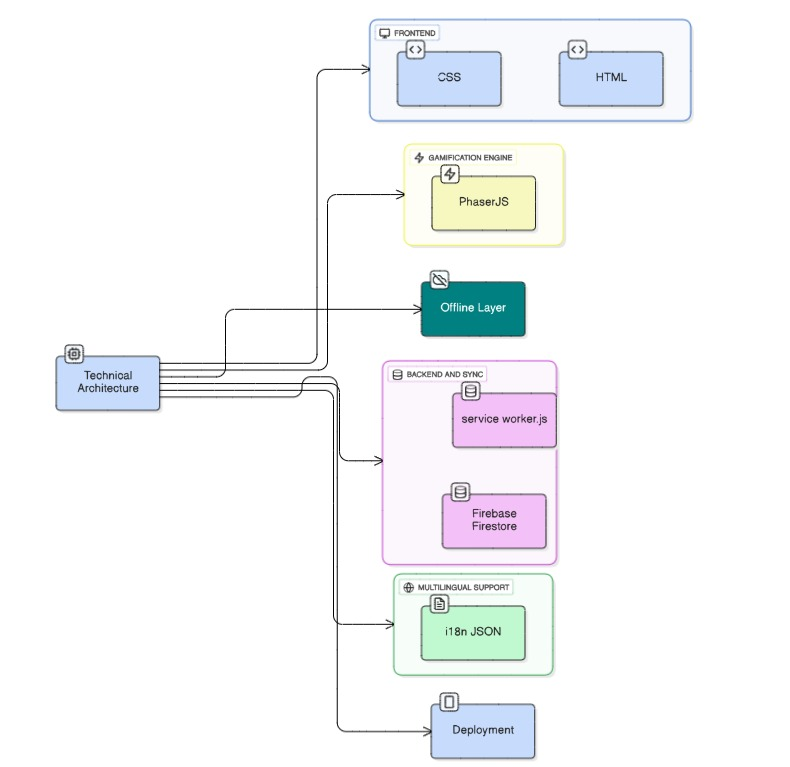 FRONTEND
CSS
HTML
GAMIFICATION ENGINE
PhaserJS
Offline Layer
Technical
Architecture
BACKEND AND SYNC
service worker.js
Firebase
Firestore
MULTILINGUAL SUPPORT
i18n JSON
Deployment